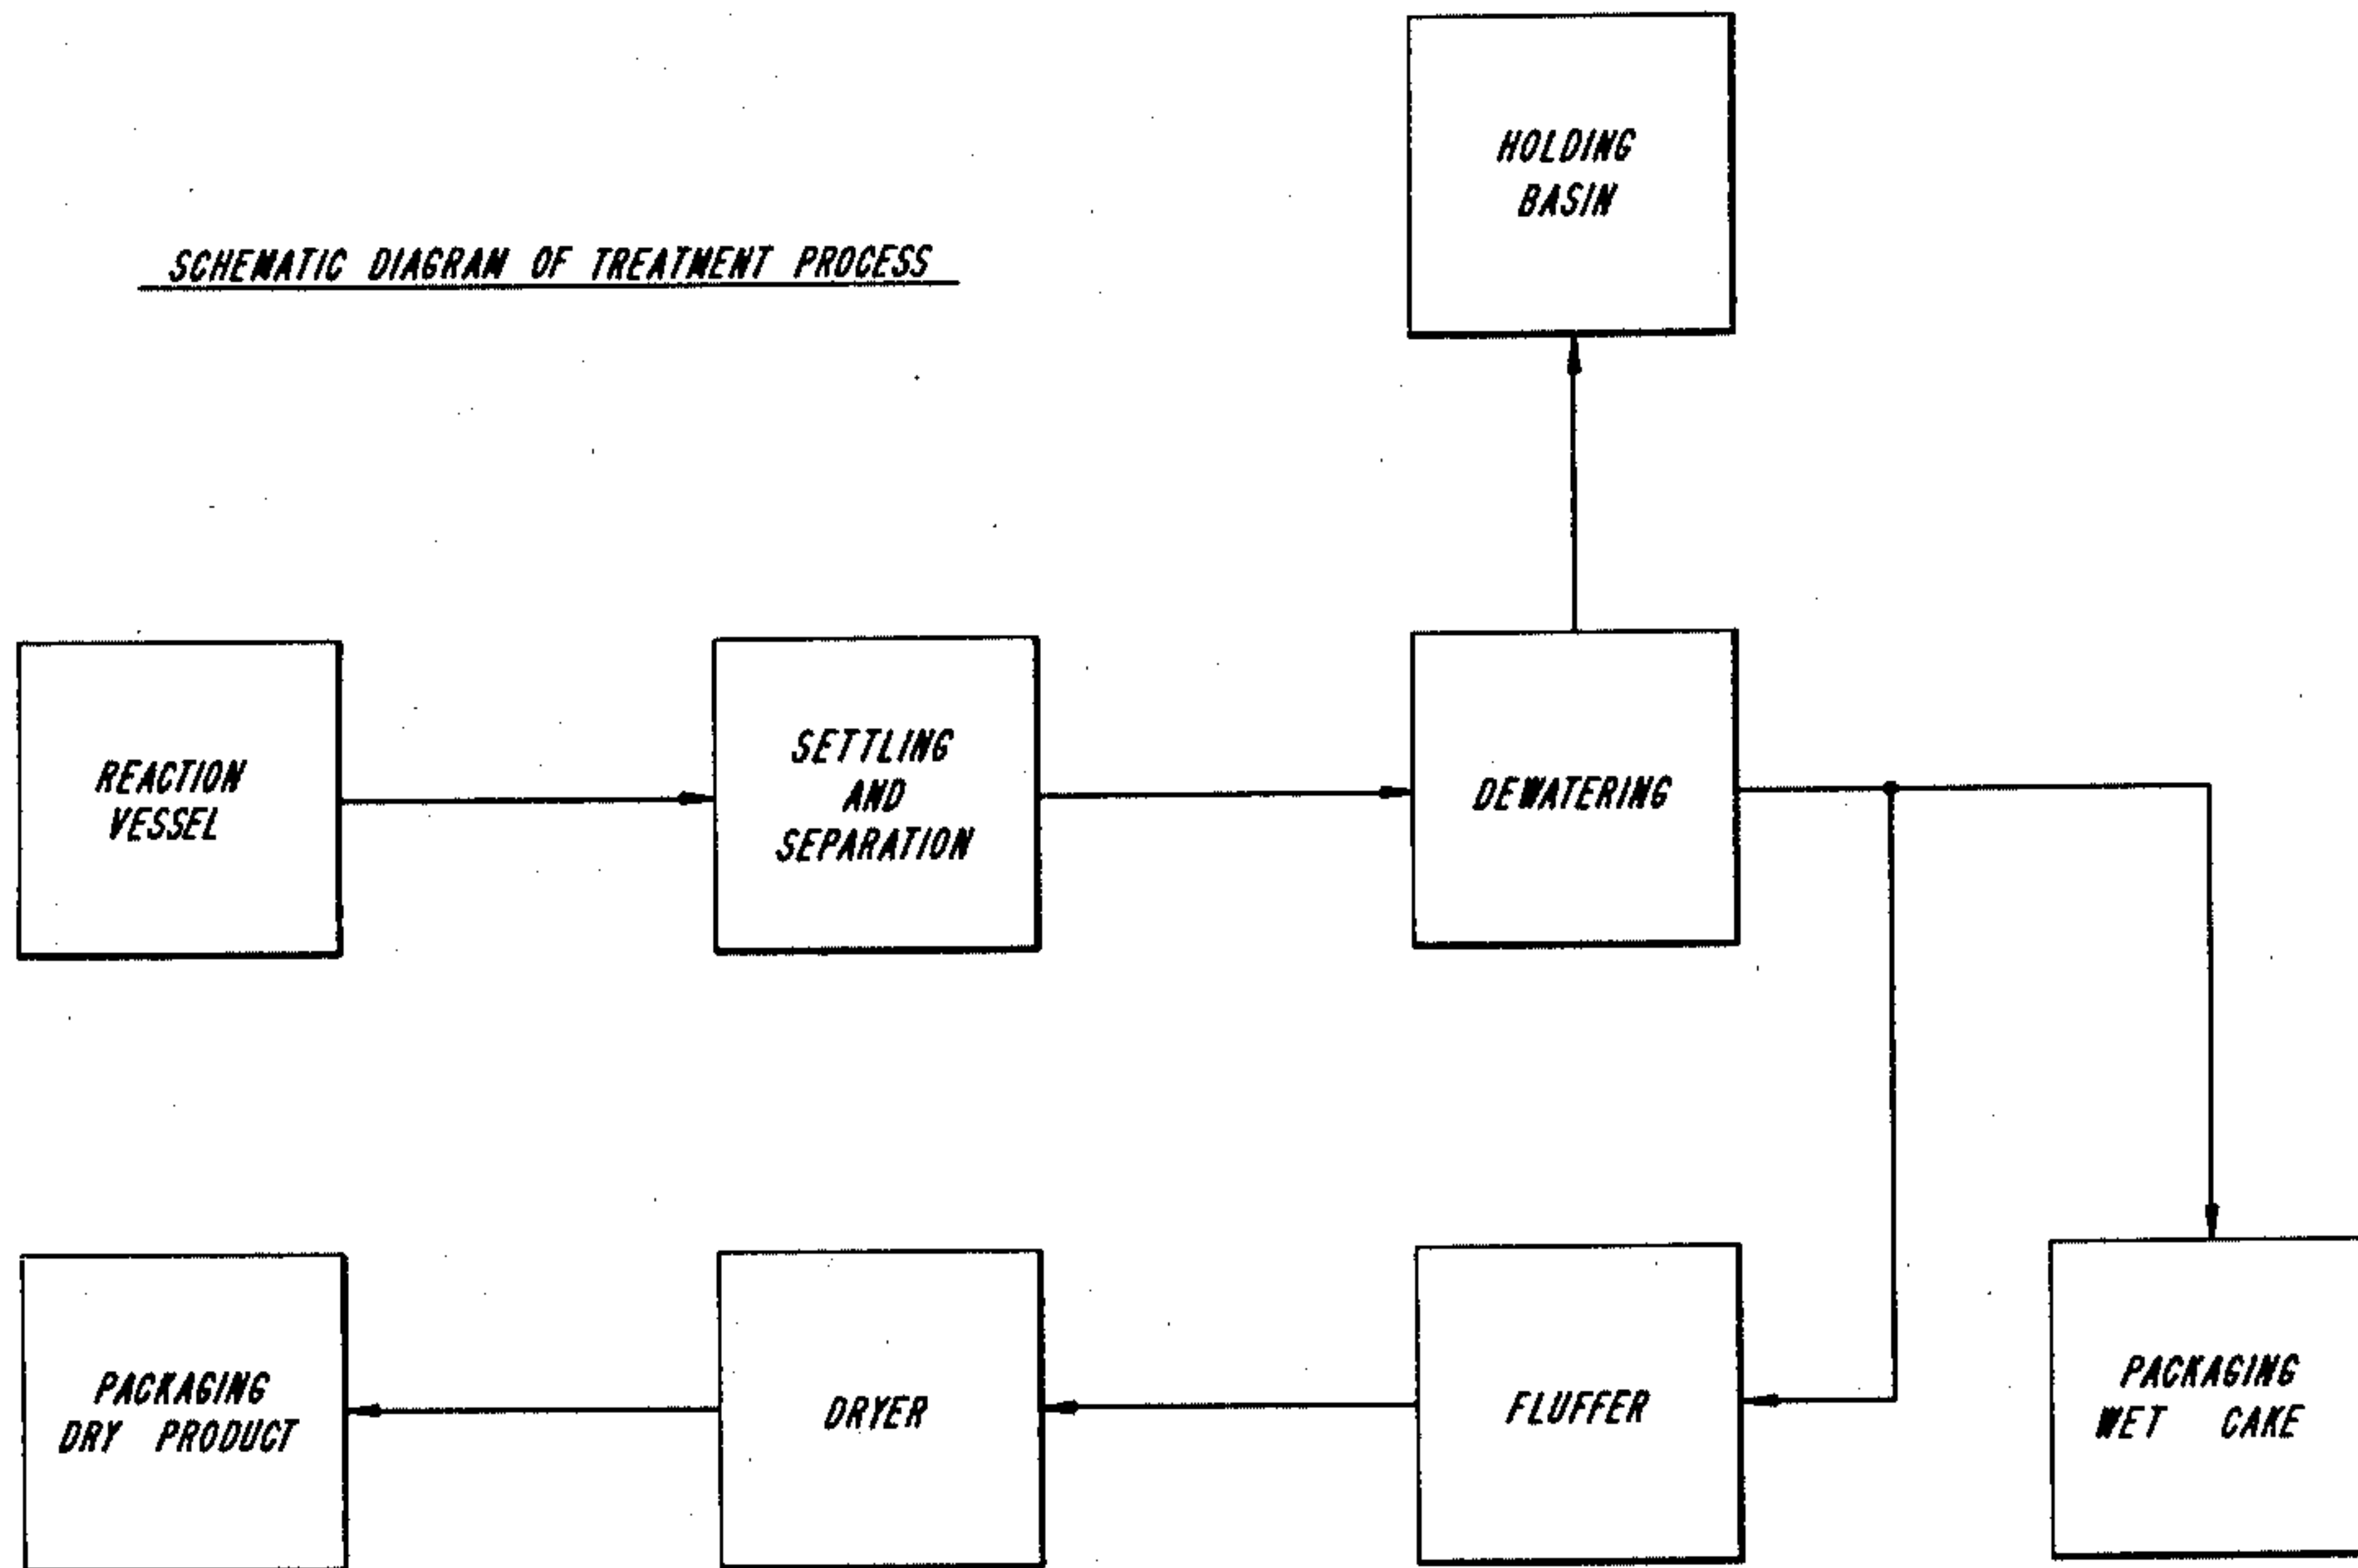 HOLDING
BASIN
SCHEMATIC DIAGRAM OF TREATMENT PROCESS
REACTION
VESSEL
SETTLING
AND
SEPARATION
DEWATERING
PACKAGING
DRY PRODUCT
DRYER
FLUFFER
PACKAGING
WET CAKE